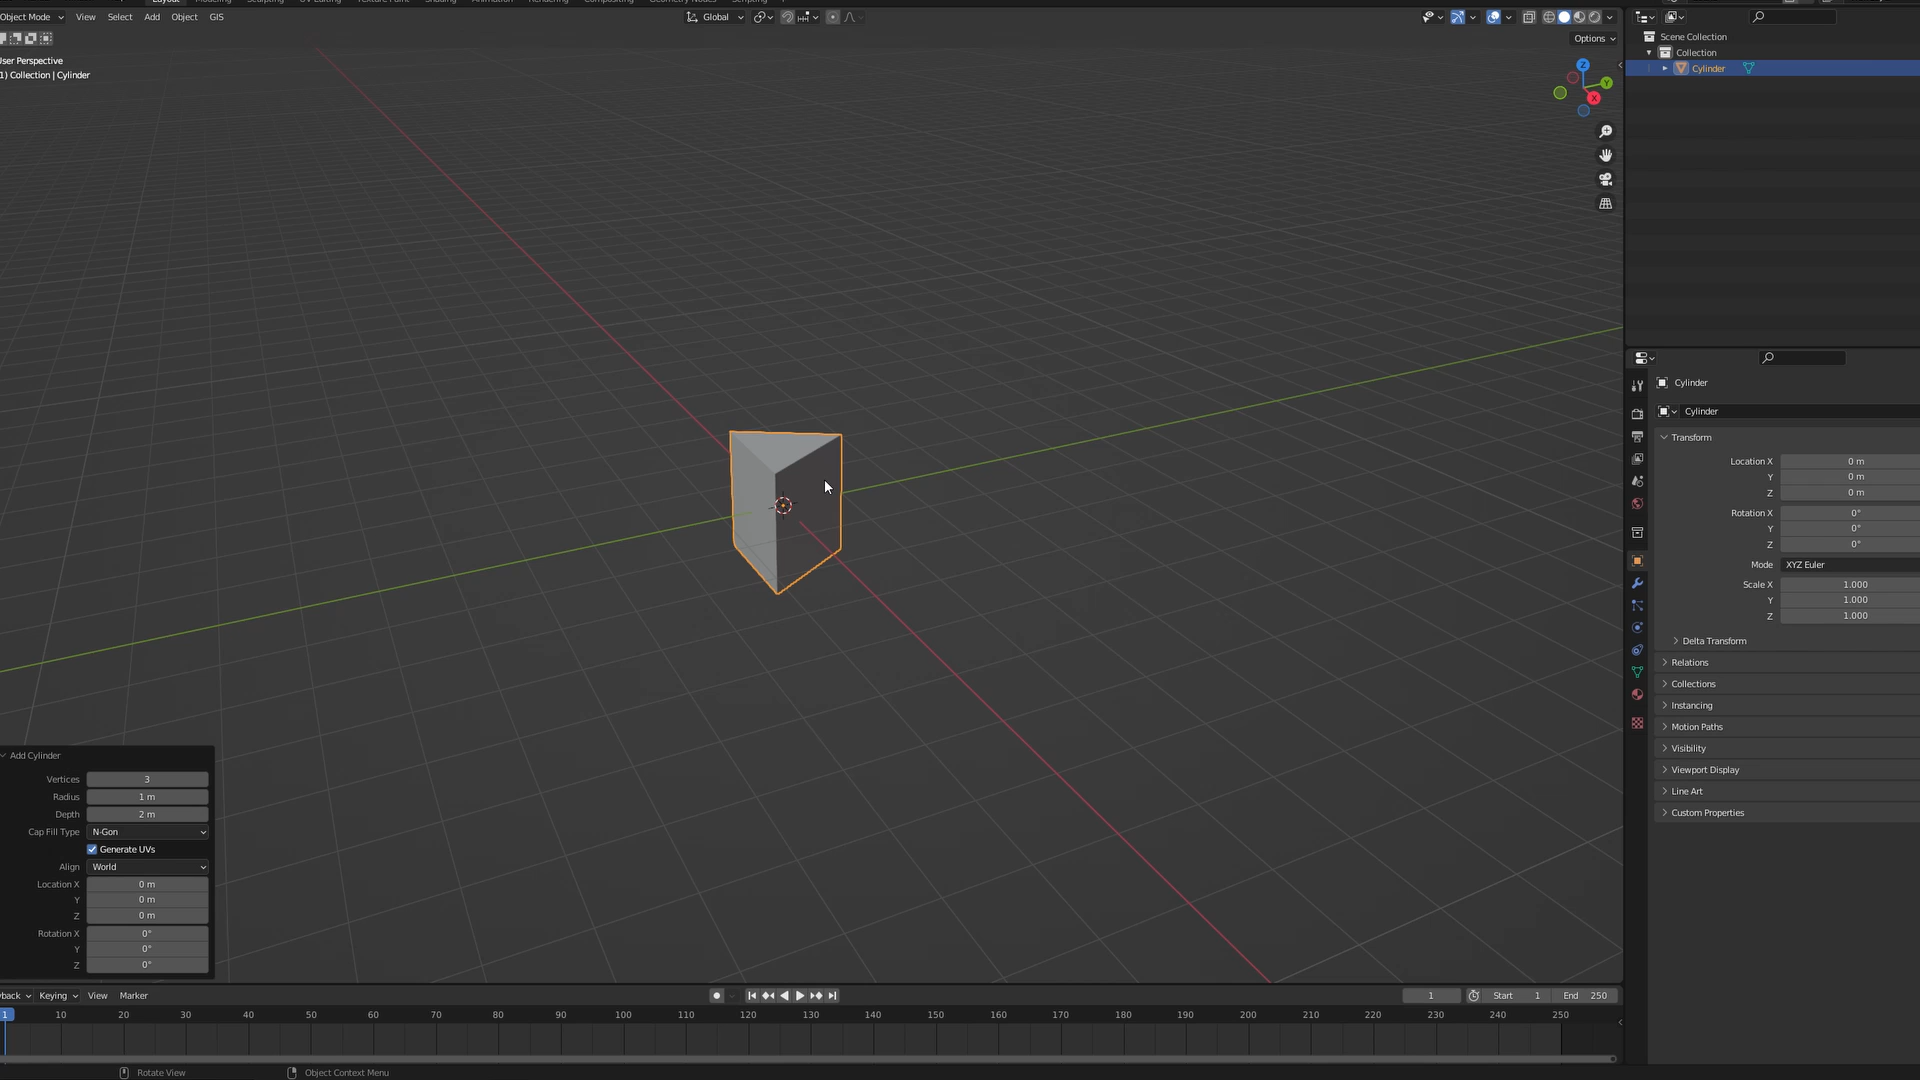 Object Mode View Select Add Object GIS
Global
Options
User Perspective
1) Collection | Cylinder
Z
Y
X
Scene Collection
Collection
Cylinder
Cylinder
Cylinder
Transform
Location X 0 m
Y 0 m
Z 0 m
Rotation X 0°
Y 0°
Z 0°
Mode XYZ Euler
Scale X 1.000
Y 1.000
Z 1.000
Delta Transform
Relations
Collections
Instancing
Motion Paths
Visibility
Viewport Display
Line Art
Custom Properties
Add Cylinder
Vertices 3
Radius 1 m
Depth 2 m
Cap Fill Type N-Gon
Generate UVs
Align World
Location X 0 m
Y 0 m
Z 0 m
Rotation X 0°
Y 0°
Z 0°
yback Keying View Marker
1 Start 1 End 250
1 10 20 30 40 50 60 70 80 90 100 110 120 130 140 150 160 170 180 190 200 210 220 230 240 250
Rotate View Object Context Menu